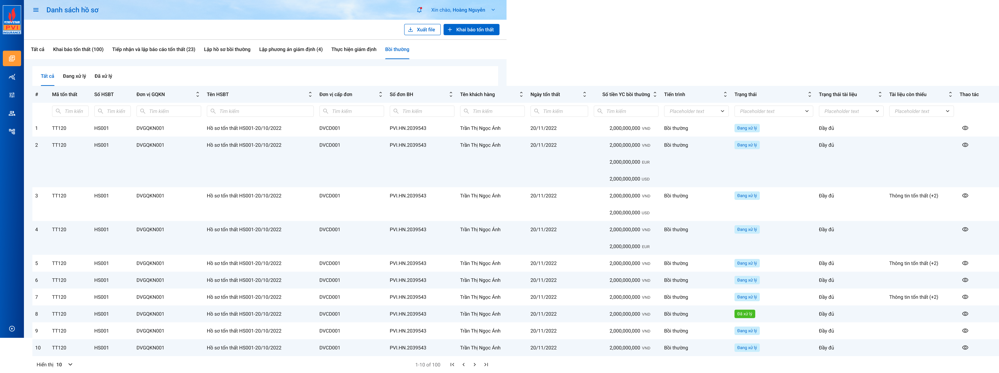 PETROVIETNAM
PVI
INSURANCE
Danh sách hồ sơ
Xin chào, Hoàng Nguyễn
Xuất file
Khai báo tổn thất
Tất cả Khai báo tổn thất (100) Tiếp nhận và lập báo cáo tổn thất (23) Lập hồ sơ bồi thường Lập phương án giám định (4) Thực hiện giám định Bồi thường
Tất cả Đang xử lý Đã xử lý
# Mã tổn thất Số HSBT Đơn vị GQKN Tên HSBT Đơn vị cấp đơn Số đơn BH Tên khách hàng Ngày tổn thất Số tiền YC bồi thường Tiến trình Trạng thái Trạng thái tài liệu Tài liệu còn thiếu Thao tác
Tìm kiếm Tìm kiếm Tìm kiếm Tìm kiếm Tìm kiếm Tìm kiếm Tìm kiếm Tìm kiếm Tìm kiếm Placeholder text Placeholder text Placeholder text Placeholder text
1 TT120 HS001 DVGQKN001 Hồ sơ tổn thất HS001-20/10/2022 DVCD001 PVI.HN.2039543 Trần Thị Ngọc Ánh 20/11/2022 2,000,000,000 VND Bồi thường Đang xử lý Đầy đủ
2 TT120 HS001 DVGQKN001 Hồ sơ tổn thất HS001-20/10/2022 DVCD001 PVI.HN.2039543 Trần Thị Ngọc Ánh 20/11/2022 2,000,000,000 VND Bồi thường Đang xử lý Đầy đủ
2,000,000,000 EUR
2,000,000,000 USD
3 TT120 HS001 DVGQKN001 Hồ sơ tổn thất HS001-20/10/2022 DVCD001 PVI.HN.2039543 Trần Thị Ngọc Ánh 20/11/2022 2,000,000,000 VND Bồi thường Đang xử lý Đầy đủ Thông tin tổn thất (+2)
2,000,000,000 USD
4 TT120 HS001 DVGQKN001 Hồ sơ tổn thất HS001-20/10/2022 DVCD001 PVI.HN.2039543 Trần Thị Ngọc Ánh 20/11/2022 2,000,000,000 VND Bồi thường Đang xử lý Đầy đủ
2,000,000,000 EUR
5 TT120 HS001 DVGQKN001 Hồ sơ tổn thất HS001-20/10/2022 DVCD001 PVI.HN.2039543 Trần Thị Ngọc Ánh 20/11/2022 2,000,000,000 VND Bồi thường Đang xử lý Đầy đủ Thông tin tổn thất (+2)
6 TT120 HS001 DVGQKN001 Hồ sơ tổn thất HS001-20/10/2022 DVCD001 PVI.HN.2039543 Trần Thị Ngọc Ánh 20/11/2022 2,000,000,000 VND Bồi thường Đang xử lý Đầy đủ
7 TT120 HS001 DVGQKN001 Hồ sơ tổn thất HS001-20/10/2022 DVCD001 PVI.HN.2039543 Trần Thị Ngọc Ánh 20/11/2022 2,000,000,000 VND Bồi thường Đang xử lý Đầy đủ Thông tin tổn thất (+2)
8 TT120 HS001 DVGQKN001 Hồ sơ tổn thất HS001-20/10/2022 DVCD001 PVI.HN.2039543 Trần Thị Ngọc Ánh 20/11/2022 2,000,000,000 VND Bồi thường Đã xử lý Đầy đủ
9 TT120 HS001 DVGQKN001 Hồ sơ tổn thất HS001-20/10/2022 DVCD001 PVI.HN.2039543 Trần Thị Ngọc Ánh 20/11/2022 2,000,000,000 VND Bồi thường Đang xử lý Đầy đủ
10 TT120 HS001 DVGQKN001 Hồ sơ tổn thất HS001-20/10/2022 DVCD001 PVI.HN.2039543 Trần Thị Ngọc Ánh 20/11/2022 2,000,000,000 VND Bồi thường Đang xử lý Đầy đủ
Hiển thị 10 1-10 of 100